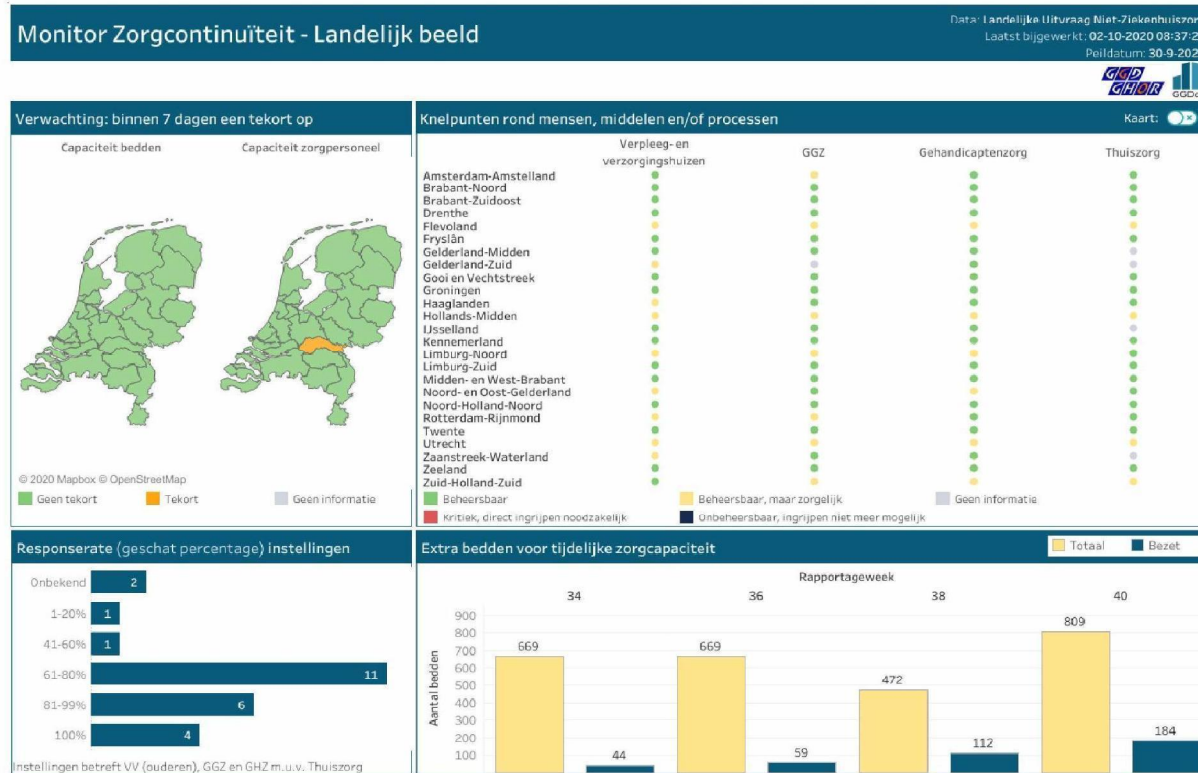 Monitor Zorgcontinuïteit - Landelijk beeld
Data: Landelijke Uitvraag Niet-Ziekenhuiszor
Laatst bijgewerkt: 02-10-2020 08:37:2
Peildatum: 30-9-202
GGD
GHOR
GGDG
Verwachting: binnen 7 dagen een tekort op
Capaciteit bedden
Capaciteit zorgpersoneel
© 2020 Mapbox © OpenStreetMap
Geen tekort
Tekort
Geen informatie
Knelpunten rond mensen, middelen en/of processen
Kaart:
Verpleeg- en
verzorgingshuizen
GGZ
Gehandicaptenzorg
Thuiszorg
Amsterdam-Amstelland
Brabant-Noord
Brabant-Zuidoost
Drenthe
Flevoland
Fryslân
Gelderland-Midden
Gelderland-Zuid
Gooi en Vechtstreek
Groningen
Haaglanden
Hollands-Midden
IJsselland
Kennemerland
Limburg-Noord
Limburg-Zuid
Midden- en West-Brabant
Noord- en Oost-Gelderland
Noord-Holland-Noord
Rotterdam-Rijnmond
Twente
Utrecht
Zaanstreek-Waterland
Zeeland
Zuid-Holland-Zuid
Beheersbaar
Beheersbaar, maar zorgelijk
Geen informatie
Kritiek, direct ingrijpen noodzakelijk
Onbeheersbaar, ingrijpen niet meer mogelijk
Responserate (geschat percentage) instellingen
Onbekend 2
1-20% 1
41-60% 1
61-80% 11
81-99% 6
100% 4
Instellingen betreft VV (ouderen), GGZ en GHZ m.u.v. Thuiszorg
Extra bedden voor tijdelijke zorgcapaciteit
Totaal
Bezet
Rapportageweek
34 36 38 40
Aantal bedden
900
800
700
600
500
400
300
200
100
669 44
669 59
472 112
809 184